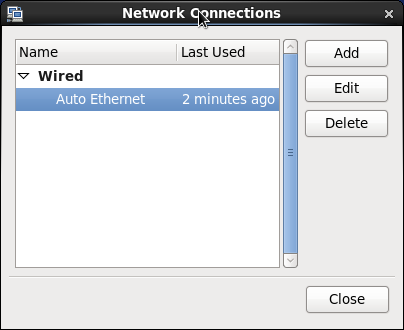 Network Connections
Name Last Used
Wired
Auto Ethernet 2 minutes ago
Add
Edit
Delete
Close